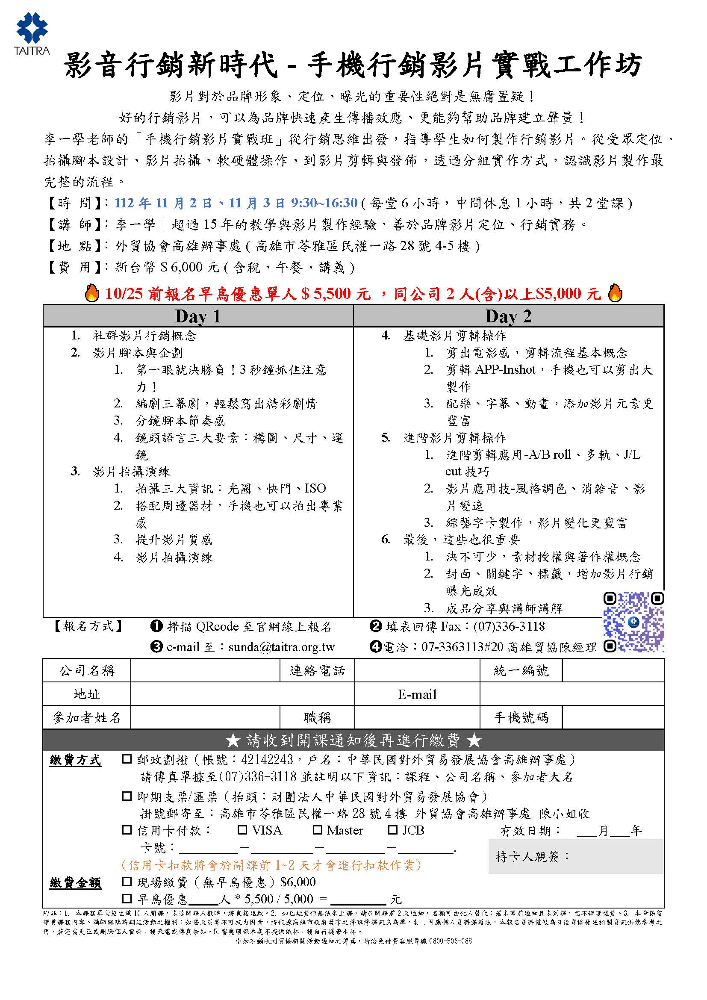 TAITRA
影音行銷新時代 - 手機行銷影片實戰工作坊
影片對於品牌形象、定位、曝光的重要性絕對是無庸置疑！
好的行銷影片，可以為品牌快速產生傳播效應、更能夠幫助品牌建立聲量！
李一學老師的「手機行銷影片實戰班」從行銷思維出發，指導學生如何製作行銷影片。從受眾定位、
拍攝腳本設計、影片拍攝、軟硬體操作、到影片剪輯與發佈，透過分組實作方式，認識影片製作最
完整的流程。
【時 間】：112 年 11 月 2 日、11 月 3 日 9:30~16:30 ( 每堂 6 小時，中間休息 1 小時，共 2 堂課 )
【講 師】：李一學｜超過 15 年的教學與影片製作經驗，善於品牌影片定位、行銷實務。
【地 點】：外貿協會高雄辦事處 ( 高雄市苓雅區民權一路 28 號 4-5 樓 )
【費 用】：新台幣 $ 6,000 元 ( 含稅、午餐、講義 )
🔥 10/25 前報名早鳥優惠單人 $ 5,500 元 ，同公司 2 人(含)以上$5,000 元 🔥
Day 1
1. 社群影片行銷概念
2. 影片腳本與企劃
1. 第一眼就決勝負！3 秒鐘抓住注意
力！
2. 編劇三幕劇，輕鬆寫出精彩劇情
3. 分鏡腳本節奏感
4. 鏡頭語言三大要素：構圖、尺寸、運
鏡
3. 影片拍攝演練
1. 拍攝三大資訊：光圈、快門、ISO
2. 搭配周邊器材，手機也可以拍出專業
感
3. 提升影片質感
4. 影片拍攝演練
Day 2
4. 基礎影片剪輯操作
1. 剪出電影感，剪輯流程基本概念
2. 剪輯 APP-Inshot，手機也可以剪出大
製作
3. 配樂、字幕、動畫，添加影片元素更
豐富
5. 進階影片剪輯操作
1. 進階剪輯應用-A/B roll、多軌、J/L
cut 技巧
2. 影片應用技-風格調色、消雜音、影
片變速
3. 綜藝字卡製作，影片變化更豐富
6. 最後，這些也很重要
1. 決不可少，素材授權與著作權概念
2. 封面、關鍵字、標籤，增加影片行銷
曝光成效
3. 成品分享與講師講解
【報名方式】 ❶ 掃描 QRcode 至官網線上報名 ❷ 填表回傳 Fax：(07)336-3118
❸ e-mail 至：sunda@taitra.org.tw ❹電洽：07-3363113#20 高雄貿協陳經理
公司名稱 連絡電話 統一編號
地址 E-mail
參加者姓名 職稱 手機號碼
★ 請收到開課通知後再進行繳費 ★
繳費方式 □ 郵政劃撥（帳號：42142243，戶名：中華民國對外貿易發展協會高雄辦事處）
請傳真單據至(07)336-3118 並註明以下資訊：課程、公司名稱、參加者大名
□ 即期支票/匯票（抬頭：財團法人中華民國對外貿易發展協會）
掛號郵寄至：高雄市苓雅區民權一路 28 號 4 樓 外貿協會高雄辦事處 陳小姐收
□ 信用卡付款： □ VISA □ Master □ JCB 有效日期： ___月___年
卡號：_________－_________－_________－_________.
持卡人親簽：
（信用卡扣款將會於開課前 1~2 天才會進行扣款作業）
繳費金額 □ 現場繳費（無早鳥優惠）$6,000
□ 早鳥優惠____人 * 5,500 / 5,000 = ________ 元
附註：1. 本課程單堂招生滿 10 人開課，未達開課人數時，將直接退款。2. 如已繳費但無法來上課，請於開課前 2 天通知，名額可由他人替代；若未事前通知且未到課，恕不辦理退費。3. 本會保留
變更課程內容、講師與臨時調延活動之權利；如遇天災等不可抗力因素，將依據高雄市政府發布之停班停課訊息為準。4. .因應個人資料保護法，本報名資料僅做為日後貿協發送相關資訊供您參考之
用，若您需更正或刪除個人資料，請來電或傳真告知。5.響應環保本處不提供紙杯，請自行攜帶水杯。
※如不願收到貿協相關活動通知之傳真，請洽免付費客服專線 0800-506-088